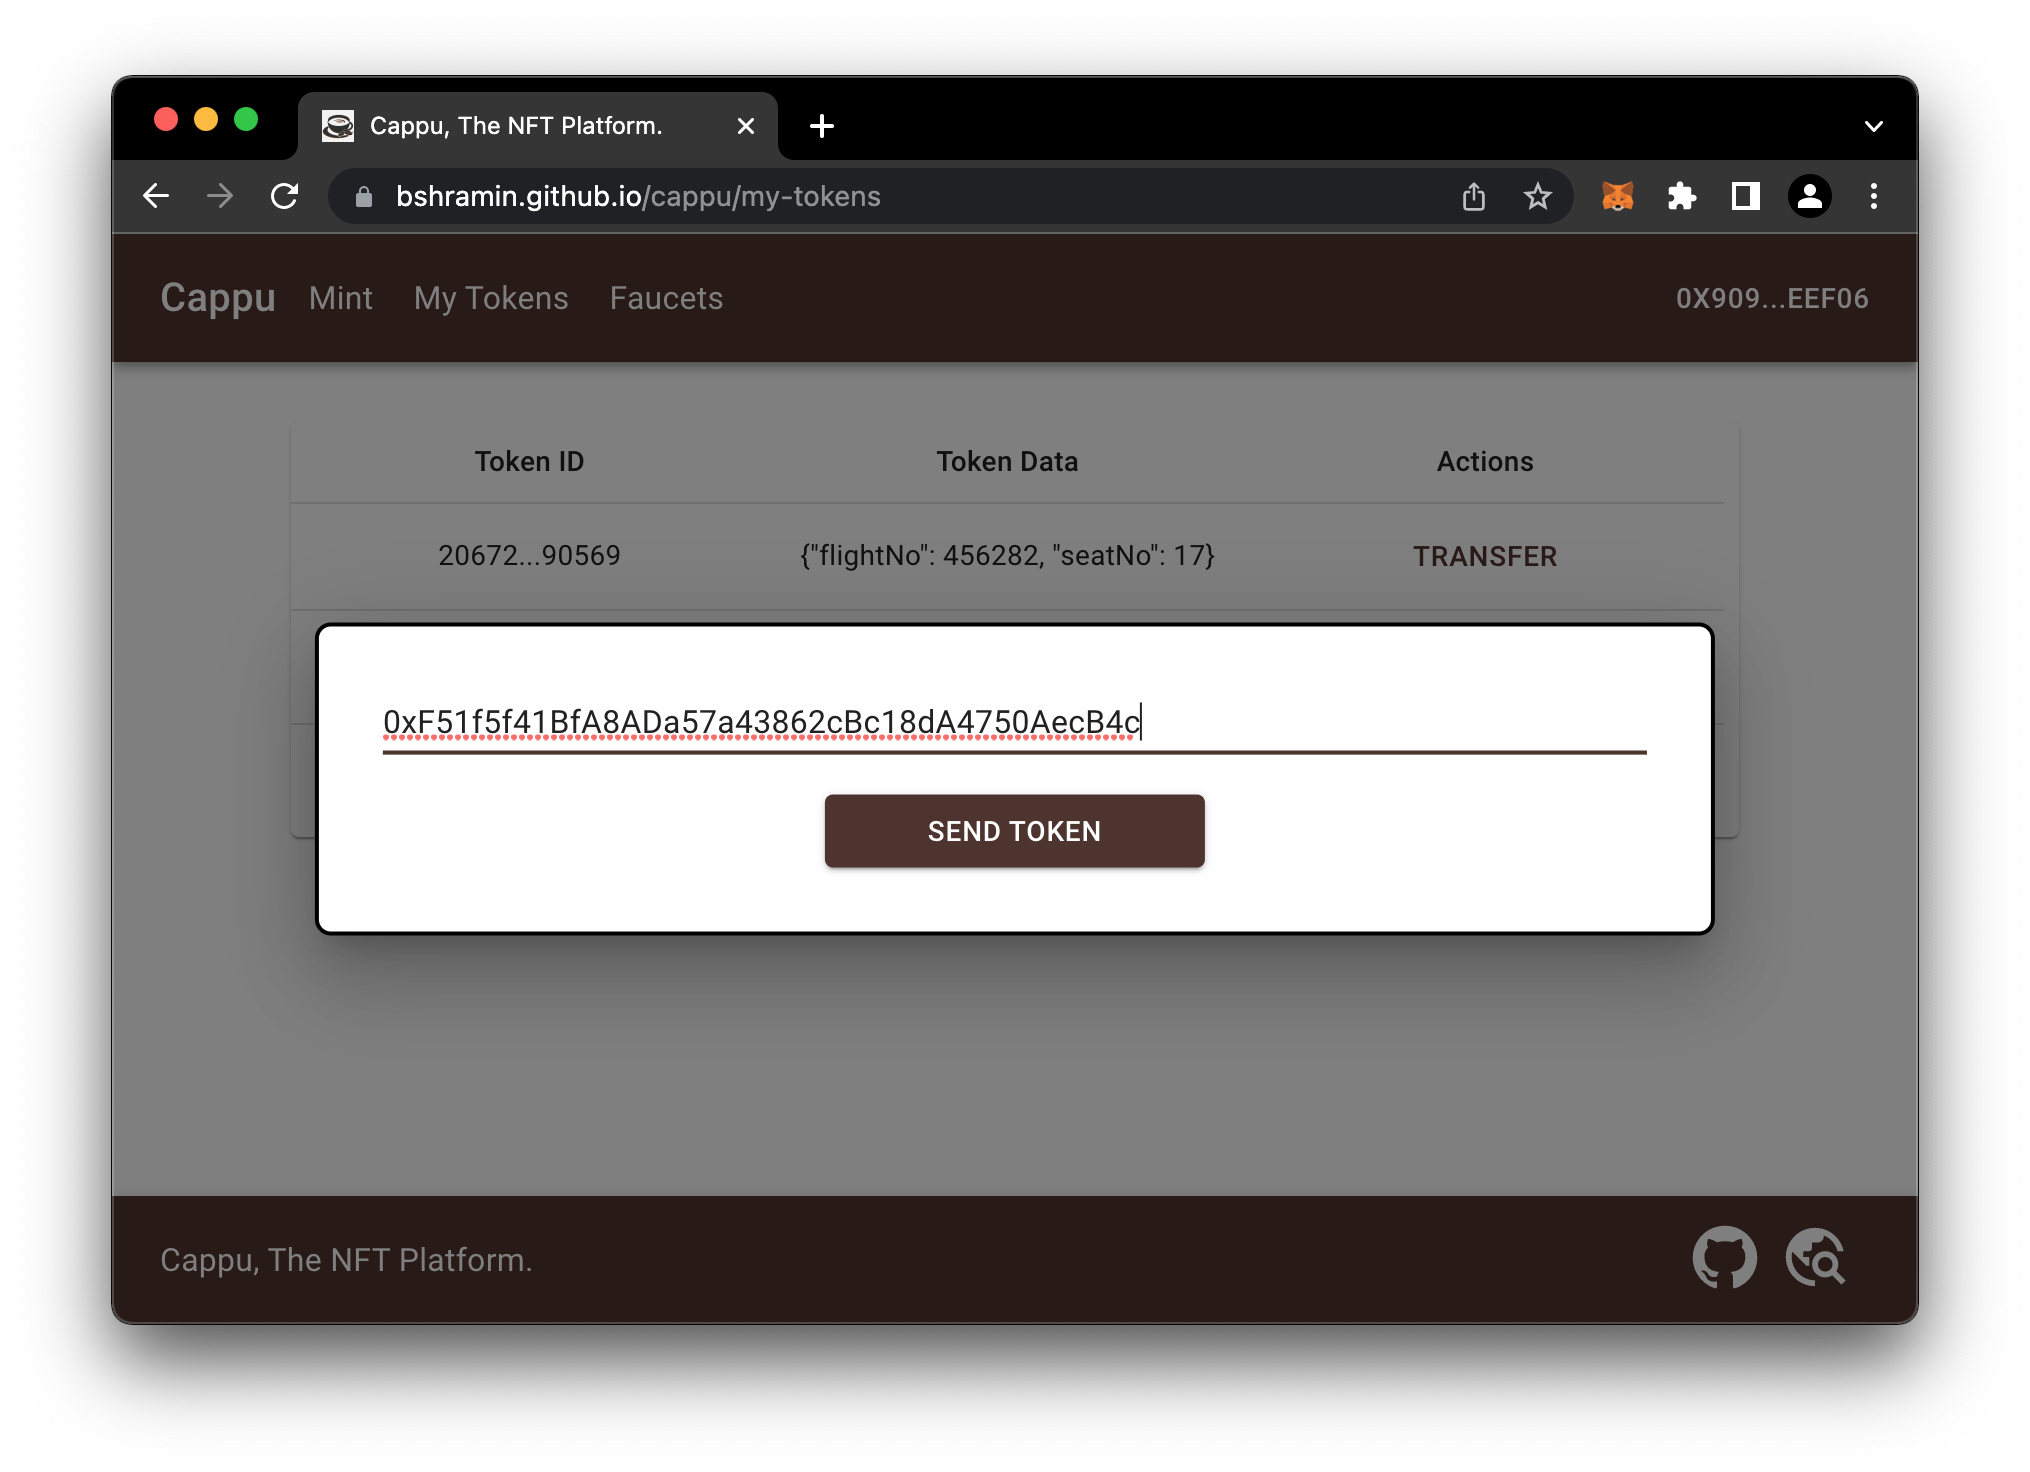 Cappu, The NFT Platform.
bshramin.github.io/cappu/my-tokens
Cappu Mint My Tokens Faucets 0X909...EEF06
Token ID Token Data Actions
20672...90569 {"flightNo": 456282, "seatNo": 17} TRANSFER
0xF51f5f41BfA8ADa57a43862cBc18dA4750AecB4c
SEND TOKEN
Cappu, The NFT Platform.